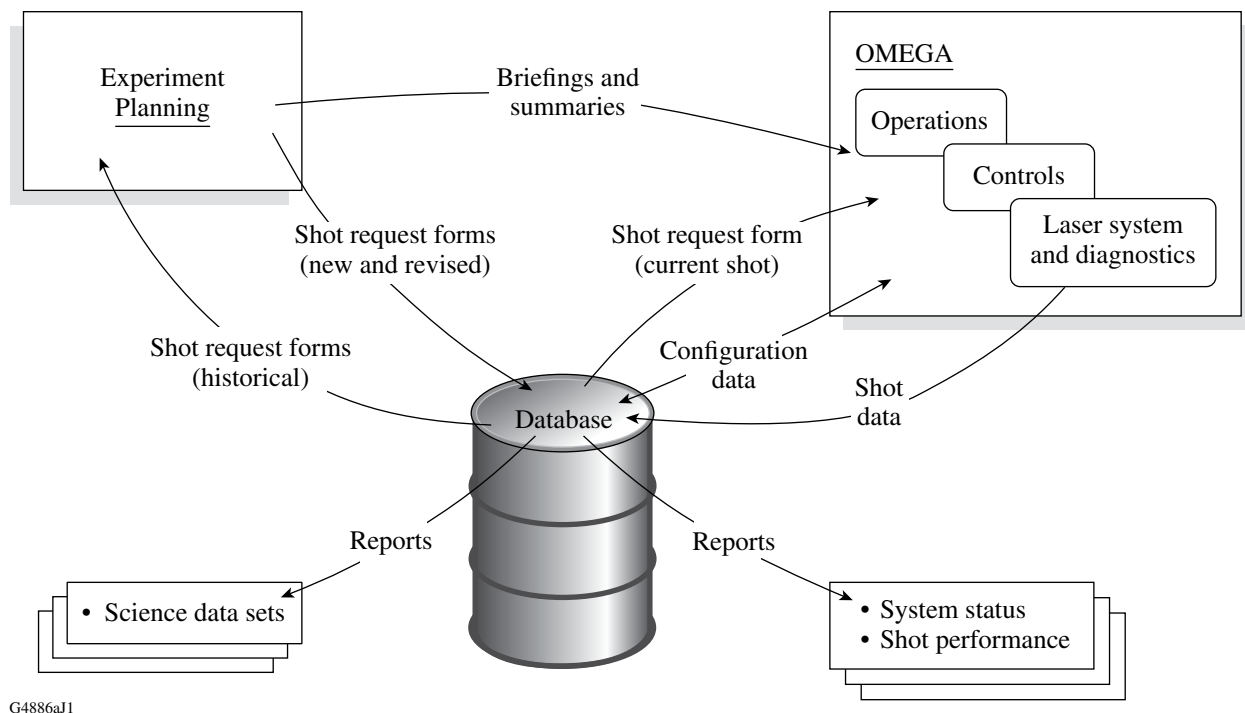 Experiment
Planning
Briefings and
summaries
OMEGA
Operations
Controls
Laser system
and diagnostics
Shot request forms
(new and revised)
Shot request form
(current shot)
Shot request forms
(historical)
Configuration
data
Shot
data
Database
Reports
Reports
• Science data sets
• System status
• Shot performance
G4886aJ1